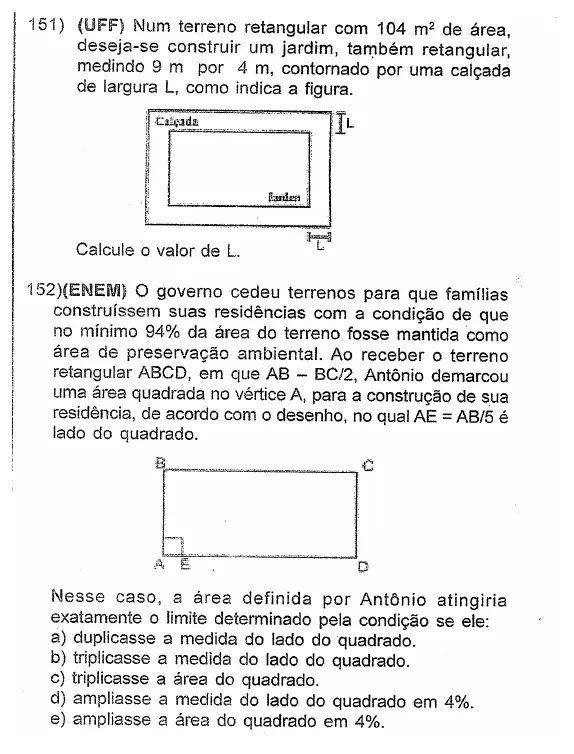 151) (UFF) Num terreno retangular com 104 m² de área,
deseja-se construir um jardim, também retangular,
medindo 9 m por 4 m, contornado por uma calçada
de largura L, como indica a figura.
Calçada
L
Jardim
L
Calcule o valor de L.
152)(ENEM) O governo cedeu terrenos para que famílias
construíssem suas residências com a condição de que
no mínimo 94% da área do terreno fosse mantida como
área de preservação ambiental. Ao receber o terreno
retangular ABCD, em que AB – BC/2, Antônio demarcou
uma área quadrada no vértice A, para a construção de sua
residência, de acordo com o desenho, no qual AE = AB/5 é
lado do quadrado.
B C
A E D
Nesse caso, a área definida por Antônio atingiria
exatamente o limite determinado pela condição se ele:
a) duplicasse a medida do lado do quadrado.
b) triplicasse a medida do lado do quadrado.
c) triplicasse a área do quadrado.
d) ampliasse a medida do lado do quadrado em 4%.
e) ampliasse a área do quadrado em 4%.